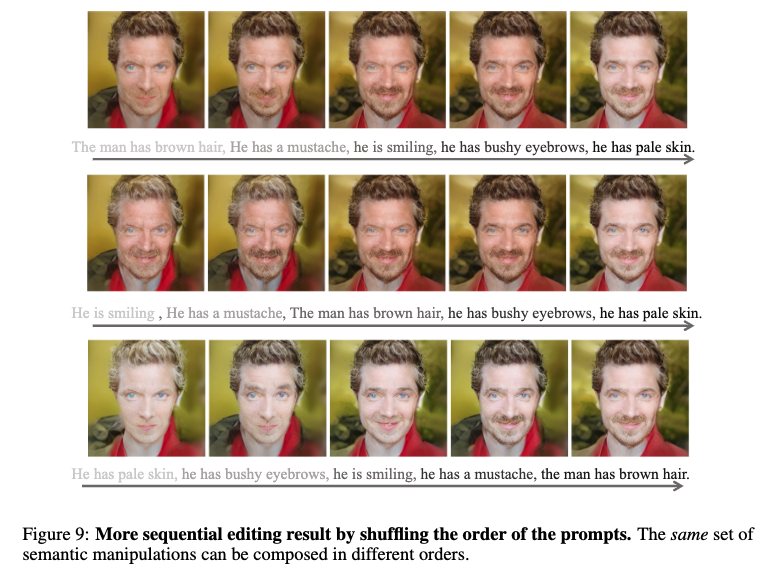 The man has brown hair, He has a mustache, he is smiling, he has bushy eyebrows, he has pale skin.
He is smiling , He has a mustache, The man has brown hair, he has bushy eyebrows, he has pale skin.
He has pale skin, he has bushy eyebrows, he is smiling, he has a mustache, the man has brown hair.
Figure 9: More sequential editing result by shuffling the order of the prompts. The same set of
semantic manipulations can be composed in different orders.